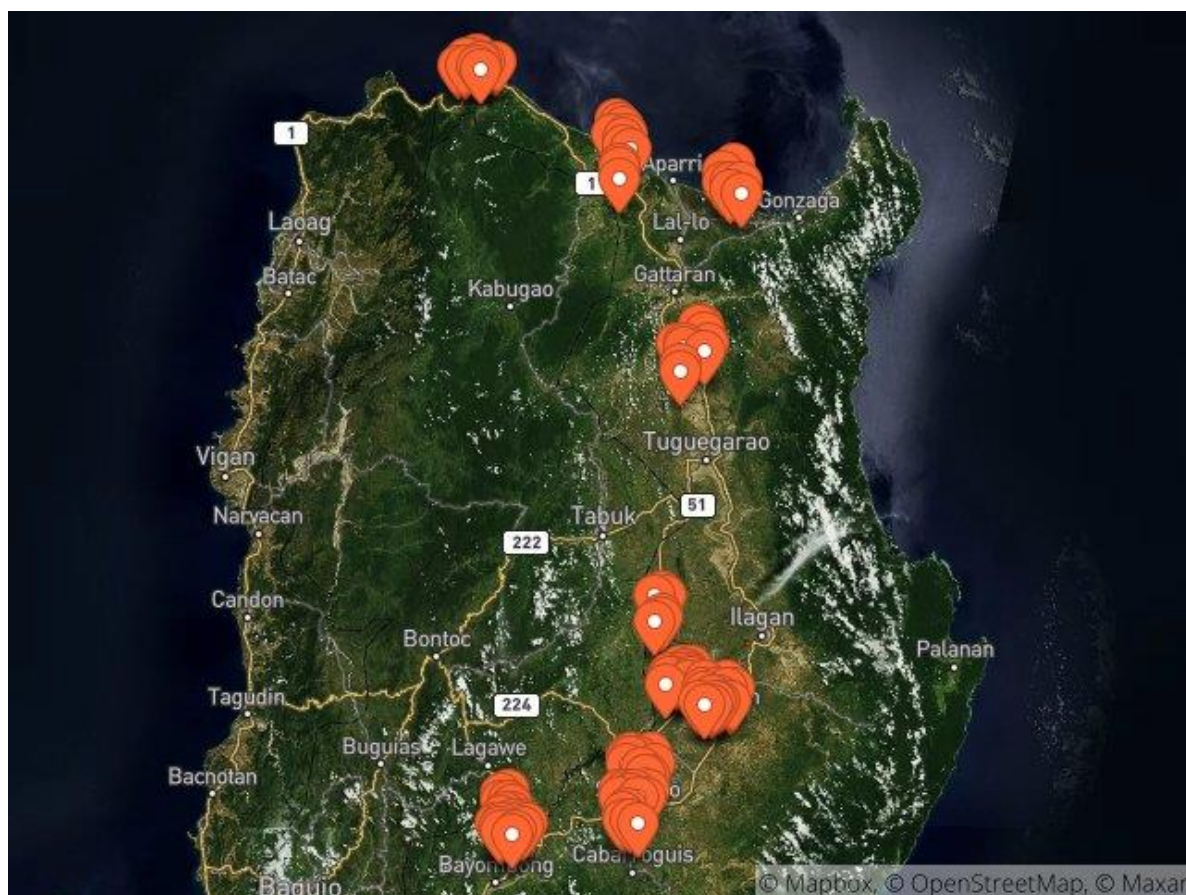 1
1
Aparri
Gonzaga
Laoag
Lal-lo
Batac
Gattaran
Kabugao
Tuguegarao
Vigan
51
Narvacan
Tabuk
222
Candon
Ilagan
Bontoc
Palanan
Tagudin
224
Buguias
Lagawe
Bacnotan
Baguio
© Mapbox, © OpenStreetMap, © Maxar